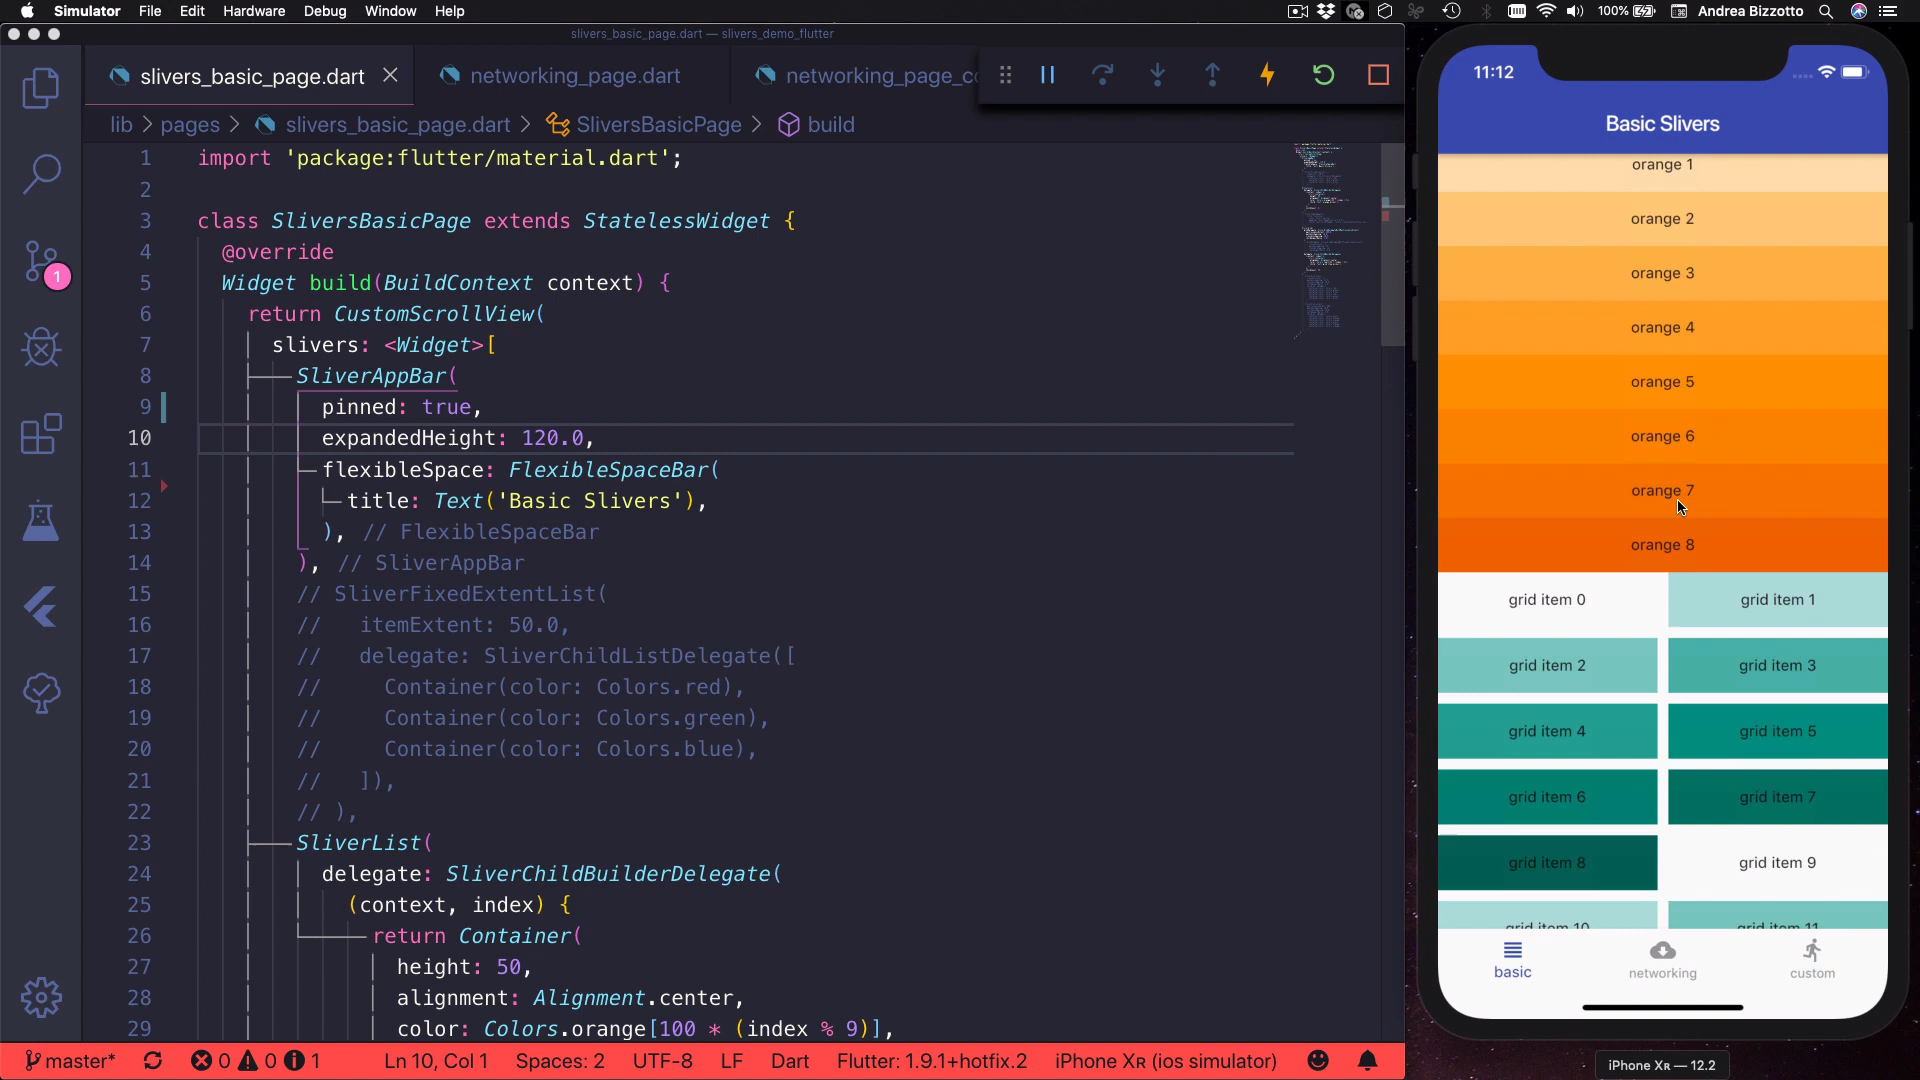 Simulator File Edit Hardware Debug Window Help
100% Andrea Bizzotto
slivers_basic_page.dart — slivers_demo_flutter
slivers_basic_page.dart networking_page.dart networking_page_co
lib > pages > slivers_basic_page.dart > SliversBasicPage > build
1 import 'package:flutter/material.dart';
2
3 class SliversBasicPage extends StatelessWidget {
4 @override
5 Widget build(BuildContext context) {
6 return CustomScrollView(
7 slivers: <Widget>[
8 SliverAppBar(
9 pinned: true,
10 expandedHeight: 120.0,
11 flexibleSpace: FlexibleSpaceBar(
12 title: Text('Basic Slivers'),
13 ), // FlexibleSpaceBar
14 ), // SliverAppBar
15 // SliverFixedExtentList(
16 // itemExtent: 50.0,
17 // delegate: SliverChildListDelegate([
18 // Container(color: Colors.red),
19 // Container(color: Colors.green),
20 // Container(color: Colors.blue),
21 // ]),
22 // ),
23 SliverList(
24 delegate: SliverChildBuilderDelegate(
25 (context, index) {
26 return Container(
27 height: 50,
28 alignment: Alignment.center,
29 color: Colors.orange[100 * (index % 9)],
1
master* 0 0 1 Ln 10, Col 1 Spaces: 2 UTF-8 LF Dart Flutter: 1.9.1+hotfix.2 iPhone XR (ios simulator)
11:12
Basic Slivers
orange 1
orange 2
orange 3
orange 4
orange 5
orange 6
orange 7
orange 8
grid item 0 grid item 1
grid item 2 grid item 3
grid item 4 grid item 5
grid item 6 grid item 7
grid item 8 grid item 9
grid item 10 grid item 11
basic networking custom
iPhone XR — 12.2